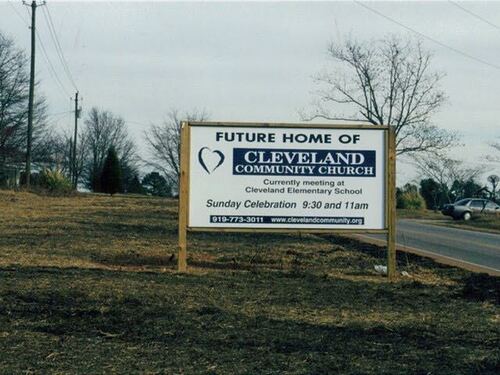 FUTURE HOME OF
CLEVELAND
COMMUNITY CHURCH
Currently meeting at
Cleveland Elementary School
Sunday Celebration 9:30 and 11am
919-773-3011 www.clevelandcommunity.org